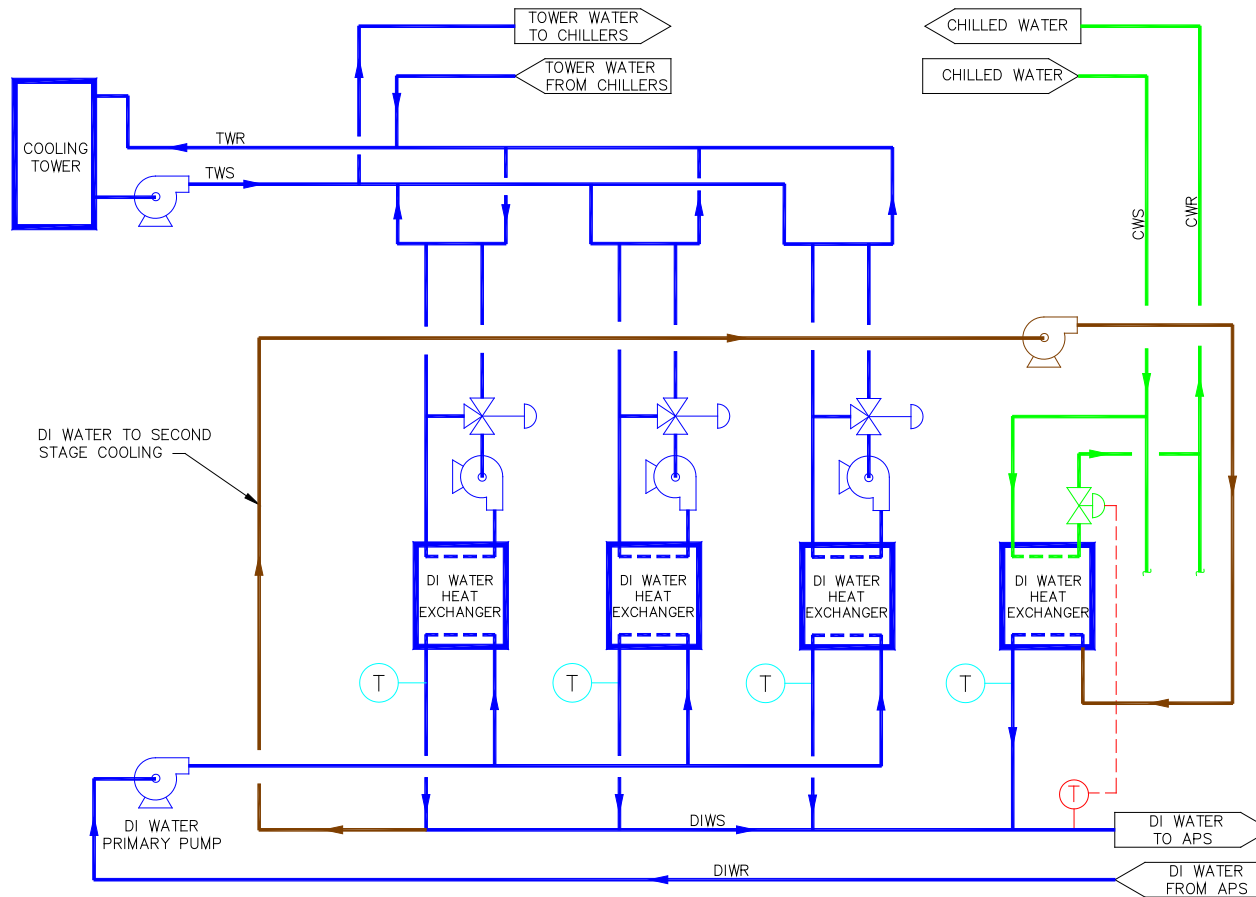 TOWER WATER
TO CHILLERS
CHILLED WATER
TOWER WATER
FROM CHILLERS
CHILLED WATER
COOLING
TOWER
TWR
TWS
CWS
CWR
DI WATER TO SECOND
STAGE COOLING
DI WATER
HEAT
EXCHANGER
DI WATER
HEAT
EXCHANGER
DI WATER
HEAT
EXCHANGER
DI WATER
HEAT
EXCHANGER
T
T
T
T
T
DI WATER
PRIMARY PUMP
DIWS
DI WATER
TO APS
DIWR
DI WATER
FROM APS